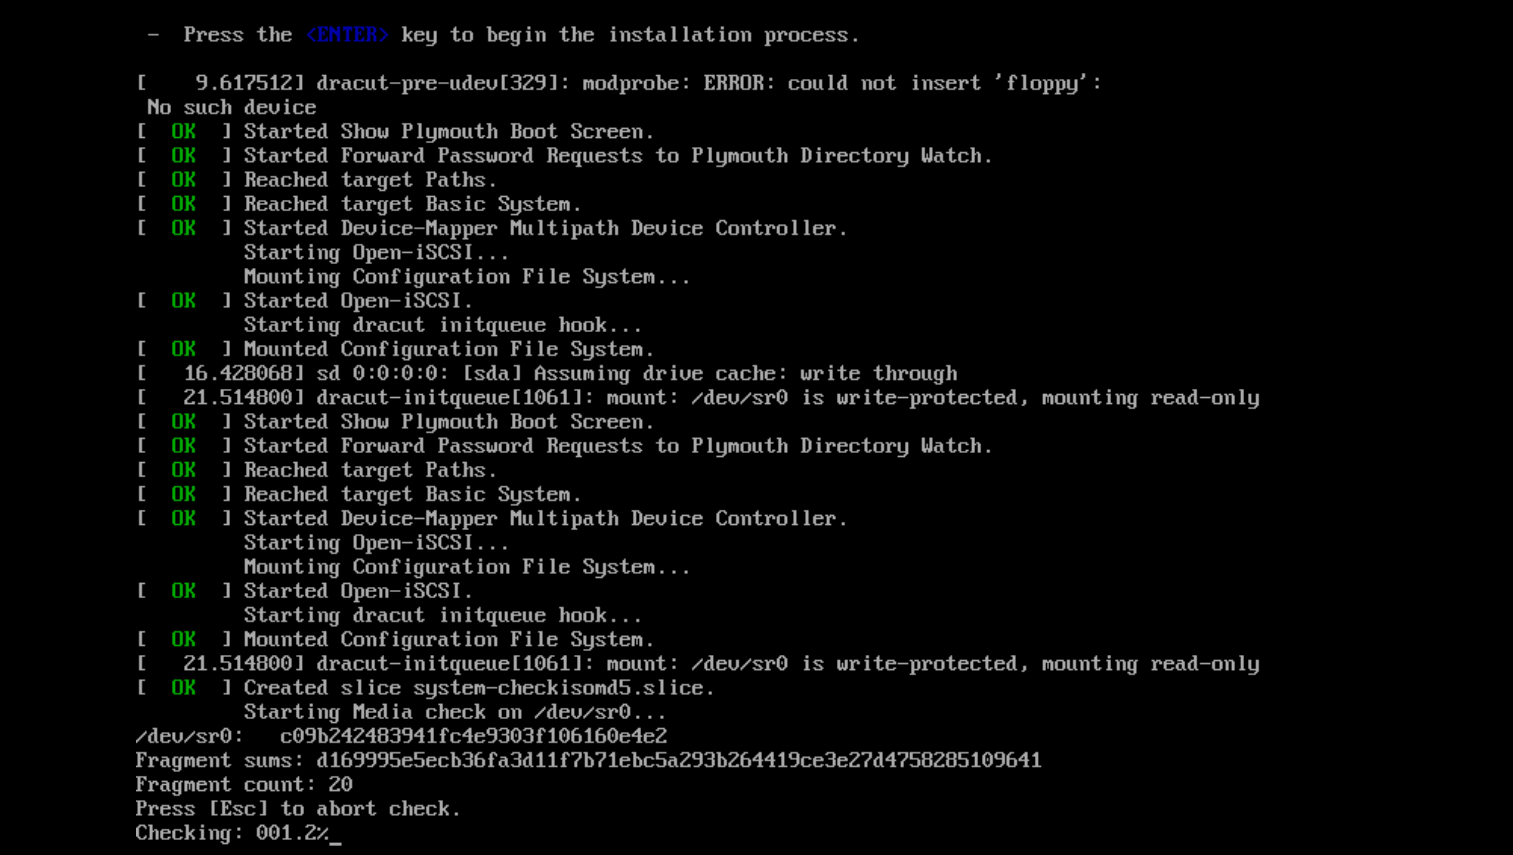 - Press the <ENTER> key to begin the installation process.
[    9.617512] dracut-pre-udev[329]: modprobe: ERROR: could not insert 'floppy':
 No such device
[  OK  ] Started Show Plymouth Boot Screen.
[  OK  ] Started Forward Password Requests to Plymouth Directory Watch.
[  OK  ] Reached target Paths.
[  OK  ] Reached target Basic System.
[  OK  ] Started Device-Mapper Multipath Device Controller.
         Starting Open-iSCSI...
         Mounting Configuration File System...
[  OK  ] Started Open-iSCSI.
         Starting dracut initqueue hook...
[  OK  ] Mounted Configuration File System.
[   16.428068] sd 0:0:0:0: [sda] Assuming drive cache: write through
[   21.514800] dracut-initqueue[1061]: mount: /dev/sr0 is write-protected, mounting read-only
[  OK  ] Started Show Plymouth Boot Screen.
[  OK  ] Started Forward Password Requests to Plymouth Directory Watch.
[  OK  ] Reached target Paths.
[  OK  ] Reached target Basic System.
[  OK  ] Started Device-Mapper Multipath Device Controller.
         Starting Open-iSCSI...
         Mounting Configuration File System...
[  OK  ] Started Open-iSCSI.
         Starting dracut initqueue hook...
[  OK  ] Mounted Configuration File System.
[   21.514800] dracut-initqueue[1061]: mount: /dev/sr0 is write-protected, mounting read-only
[  OK  ] Created slice system-checkisomd5.slice.
         Starting Media check on /dev/sr0...
/dev/sr0:   c09b242483941fc4e9303f106160e4e2
Fragment sums: d169995e5ecb36fa3d11f7b71ebc5a293b264419ce3e27d4758285109641
Fragment count: 20
Press [Esc] to abort check.
Checking: 001.2%_